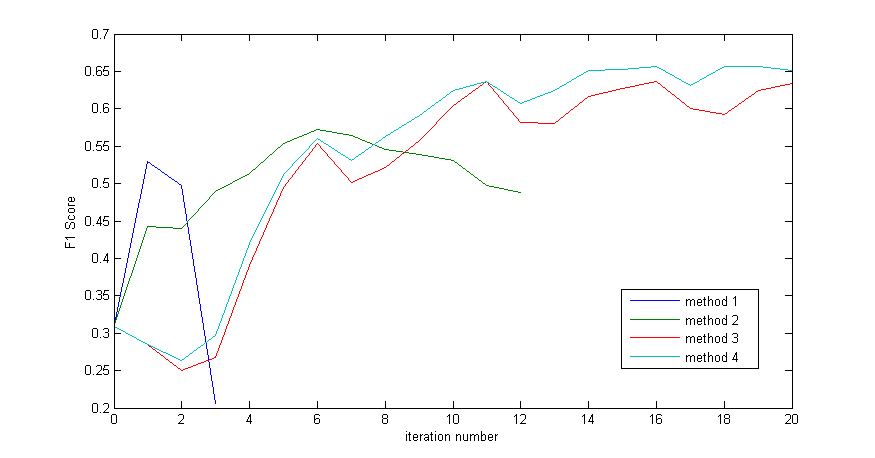 0.7
0.65
0.6
0.55
0.5
0.45
0.4
0.35
0.3
0.25
0.2
F1 Score
method 1
method 2
method 3
method 4
0 2 4 6 8 10 12 14 16 18 20
iteration number